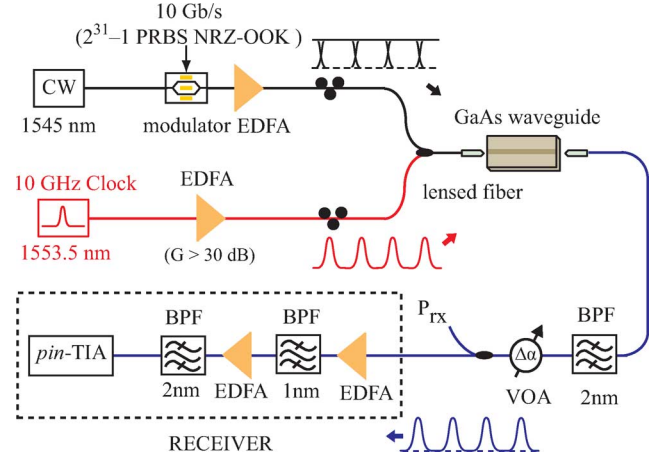 10 Gb/s
(2³¹–1 PRBS NRZ-OOK )
CW
1545 nm
modulator
EDFA
GaAs waveguide
lensed fiber
10 GHz Clock
1553.5 nm
EDFA
(G > 30 dB)
pin-TIA
BPF
2nm
EDFA
BPF
1nm
EDFA
RECEIVER
Prx
Δα
VOA
BPF
2nm